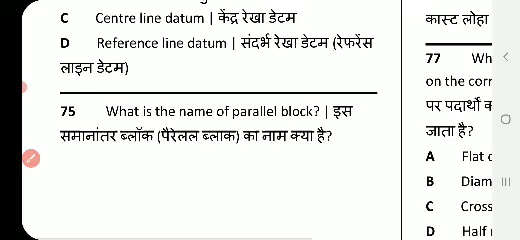 C Centre line datum | केंद्र रेखा डेटम
D Reference line datum | संदर्भ रेखा डेटम (रेफरेंस
लाइन डेटम)
75 What is the name of parallel block? | इस
समानांतर ब्लॉक (पैरेलल ब्लाक) का नाम क्या है?
कास्ट लोहा
77 Wh
on the corr
पर पदार्थों क
जाता है?
A Flat c
B Diam
C Cross
D Half